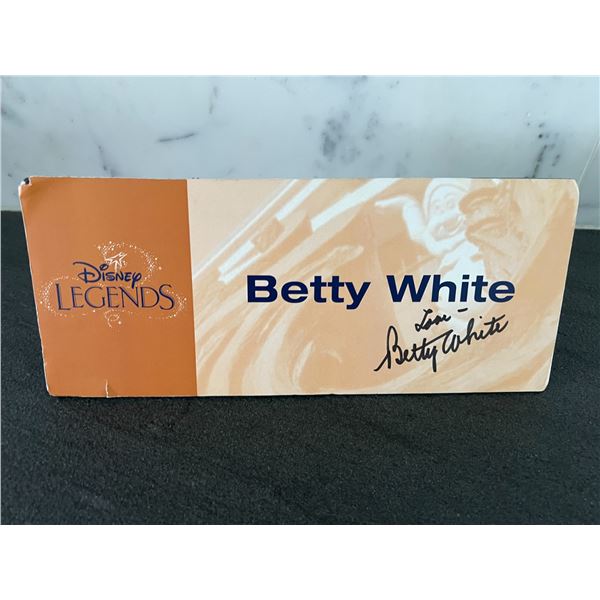 Disney
LEGENDS
Betty White
Love –
Betty White